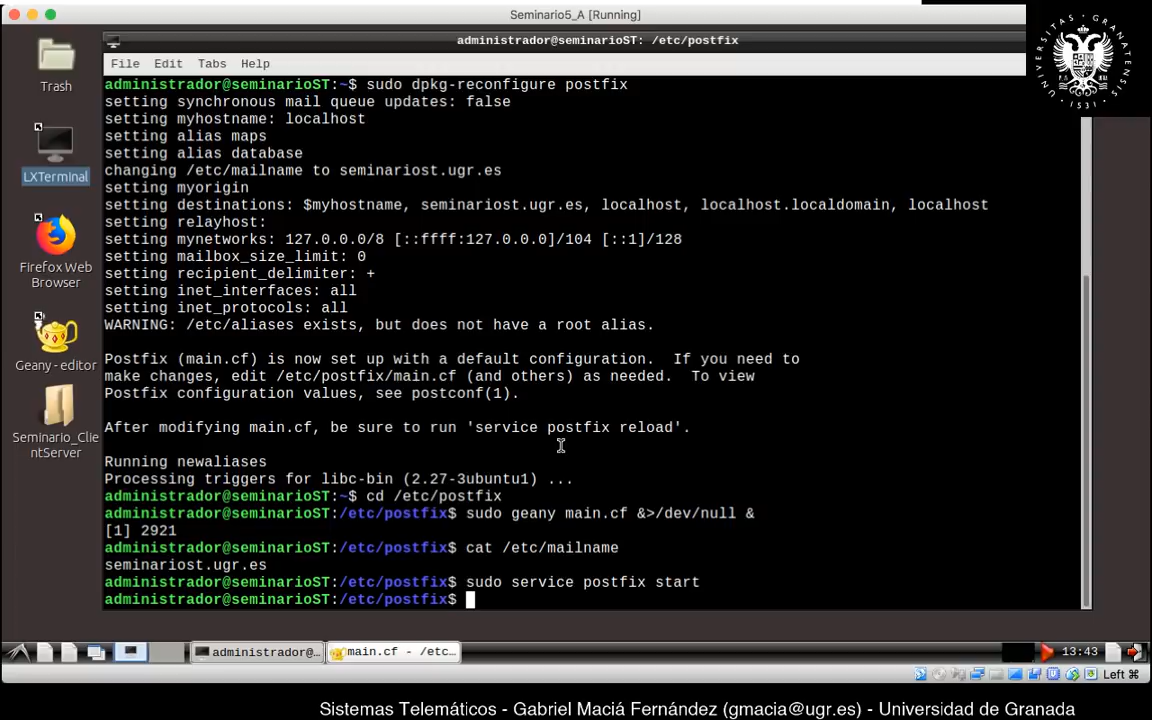 Seminario5_A [Running]
administrador@seminarioST: /etc/postfix
File Edit Tabs Help
administrador@seminarioST:~$ sudo dpkg-reconfigure postfix
setting synchronous mail queue updates: false
setting myhostname: localhost
setting alias maps
setting alias database
changing /etc/mailname to seminariost.ugr.es
setting myorigin
setting destinations: $myhostname, seminariost.ugr.es, localhost, localhost.localdomain, localhost
setting relayhost:
setting mynetworks: 127.0.0.0/8 [::ffff:127.0.0.0]/104 [::1]/128
setting mailbox_size_limit: 0
setting recipient_delimiter: +
setting inet_interfaces: all
setting inet_protocols: all
WARNING: /etc/aliases exists, but does not have a root alias.
Postfix (main.cf) is now set up with a default configuration.  If you need to
make changes, edit /etc/postfix/main.cf (and others) as needed.  To view
Postfix configuration values, see postconf(1).
After modifying main.cf, be sure to run 'service postfix reload'.
Running newaliases
Processing triggers for libc-bin (2.27-3ubuntu1) ...
administrador@seminarioST:~$ cd /etc/postfix
administrador@seminarioST:/etc/postfix$ sudo geany main.cf &>/dev/null &
[1] 2921
administrador@seminarioST:/etc/postfix$ cat /etc/mailname
seminariost.ugr.es
administrador@seminarioST:/etc/postfix$ sudo service postfix start
administrador@seminarioST:/etc/postfix$
Trash
LXTerminal
Firefox Web
Browser
Geany - editor
Seminario_Clie
ntServer
administrador@...
main.cf - /etc...
13:43
Left ⌘
UNIVERSITAS GRANATENSIS 1531
Sistemas Telemáticos - Gabriel Maciá Fernández (gmacia@ugr.es) - Universidad de Granada